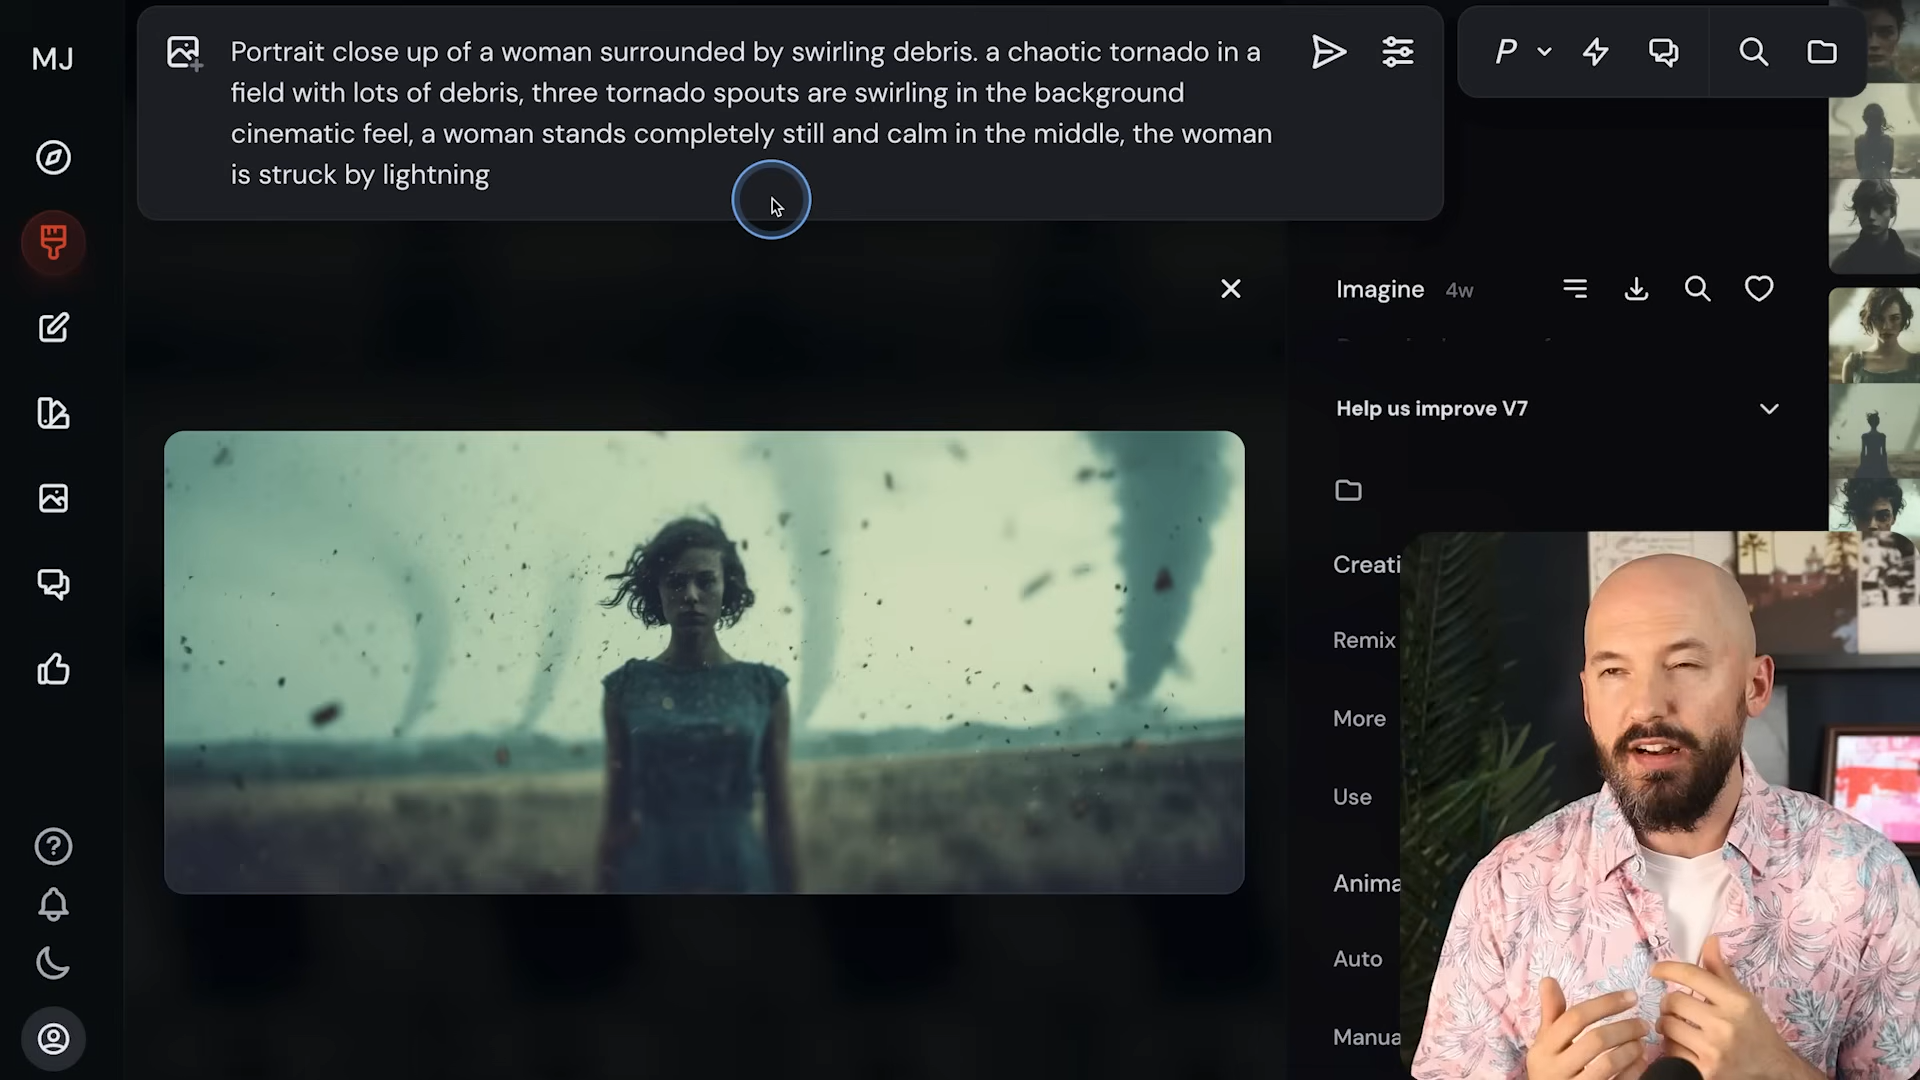 MJ
Portrait close up of a woman surrounded by swirling debris. a chaotic tornado in a
field with lots of debris, three tornado spouts are swirling in the background
cinematic feel, a woman stands completely still and calm in the middle, the woman
is struck by lightning
P
Imagine 4w
Help us improve V7
Creati
Remix
More
Use
Anima
Auto
Manua